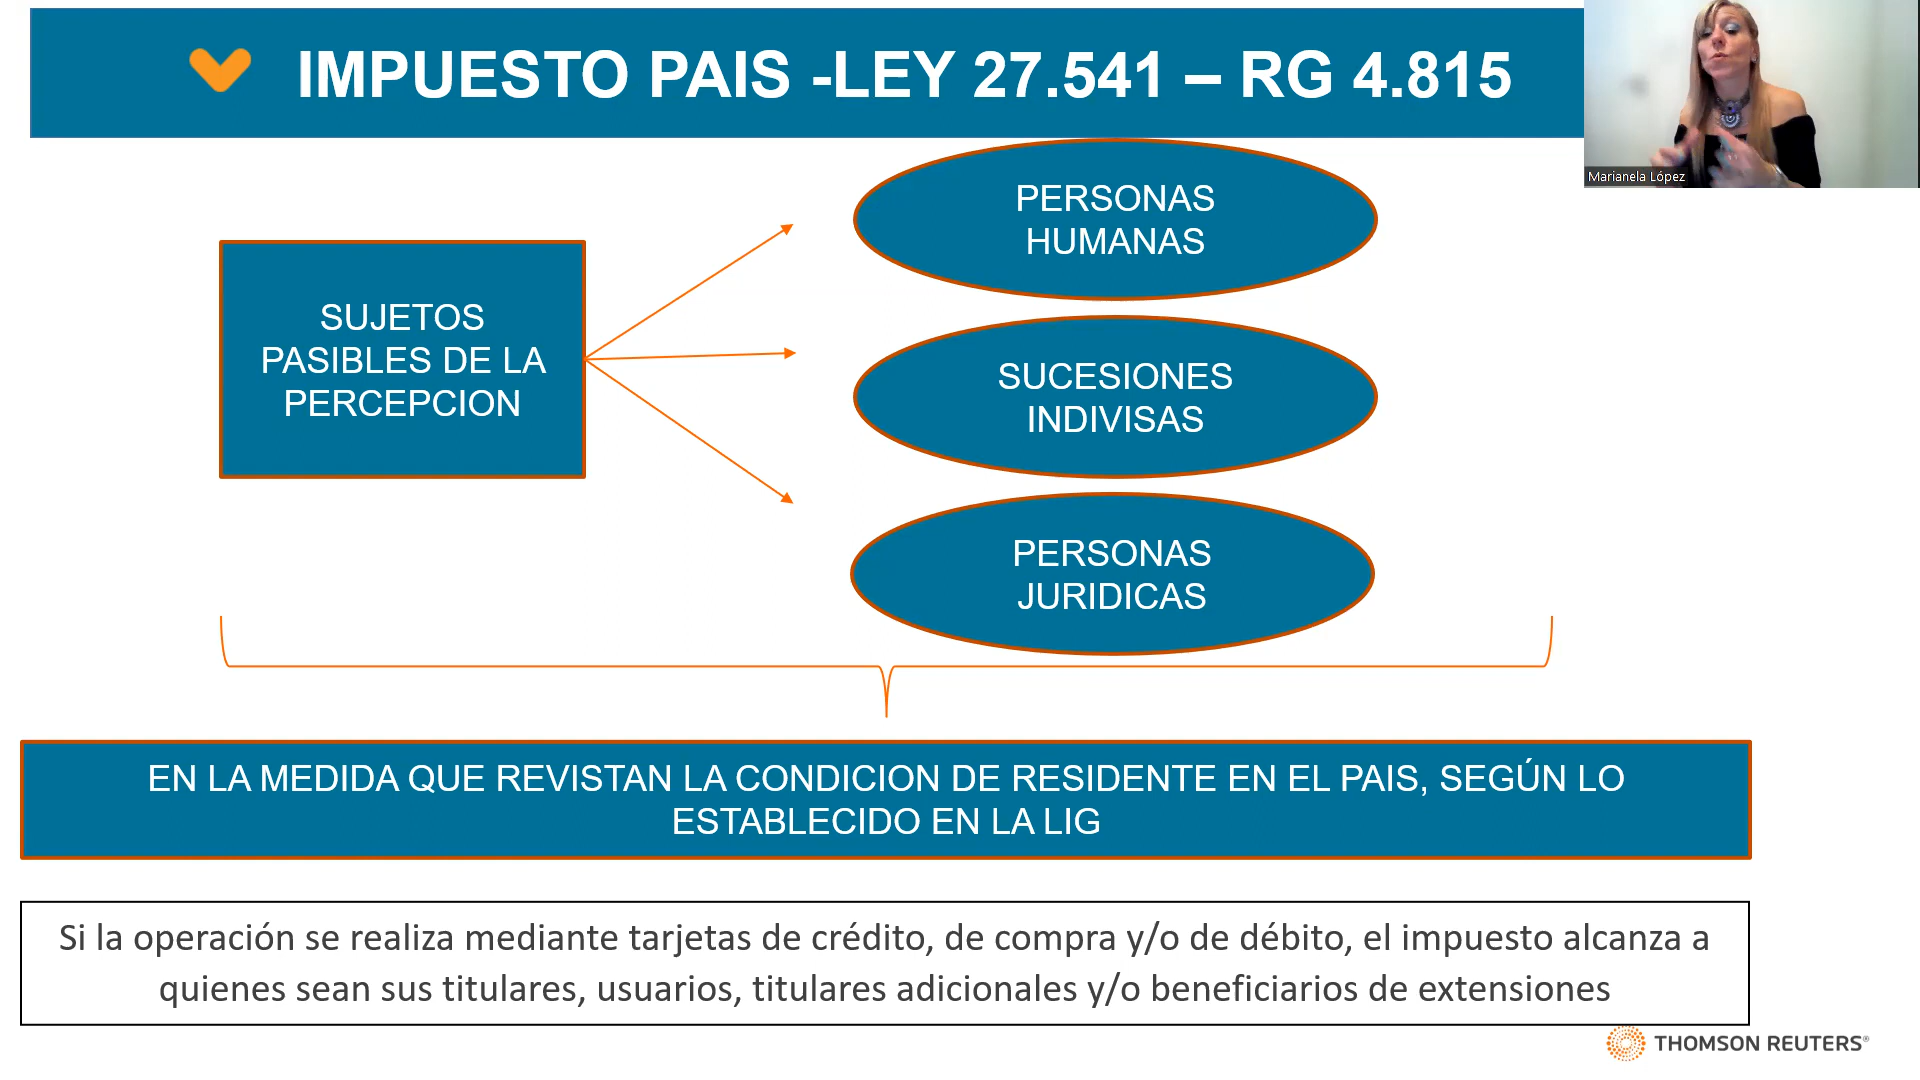 IMPUESTO PAIS -LEY 27.541 – RG 4.815
Marianela López
SUJETOS
PASIBLES DE LA
PERCEPCION
PERSONAS
HUMANAS
SUCESIONES
INDIVISAS
PERSONAS
JURIDICAS
EN LA MEDIDA QUE REVISTAN LA CONDICION DE RESIDENTE EN EL PAIS, SEGÚN LO
ESTABLECIDO EN LA LIG
Si la operación se realiza mediante tarjetas de crédito, de compra y/o de débito, el impuesto alcanza a
quienes sean sus titulares, usuarios, titulares adicionales y/o beneficiarios de extensiones
THOMSON REUTERS®